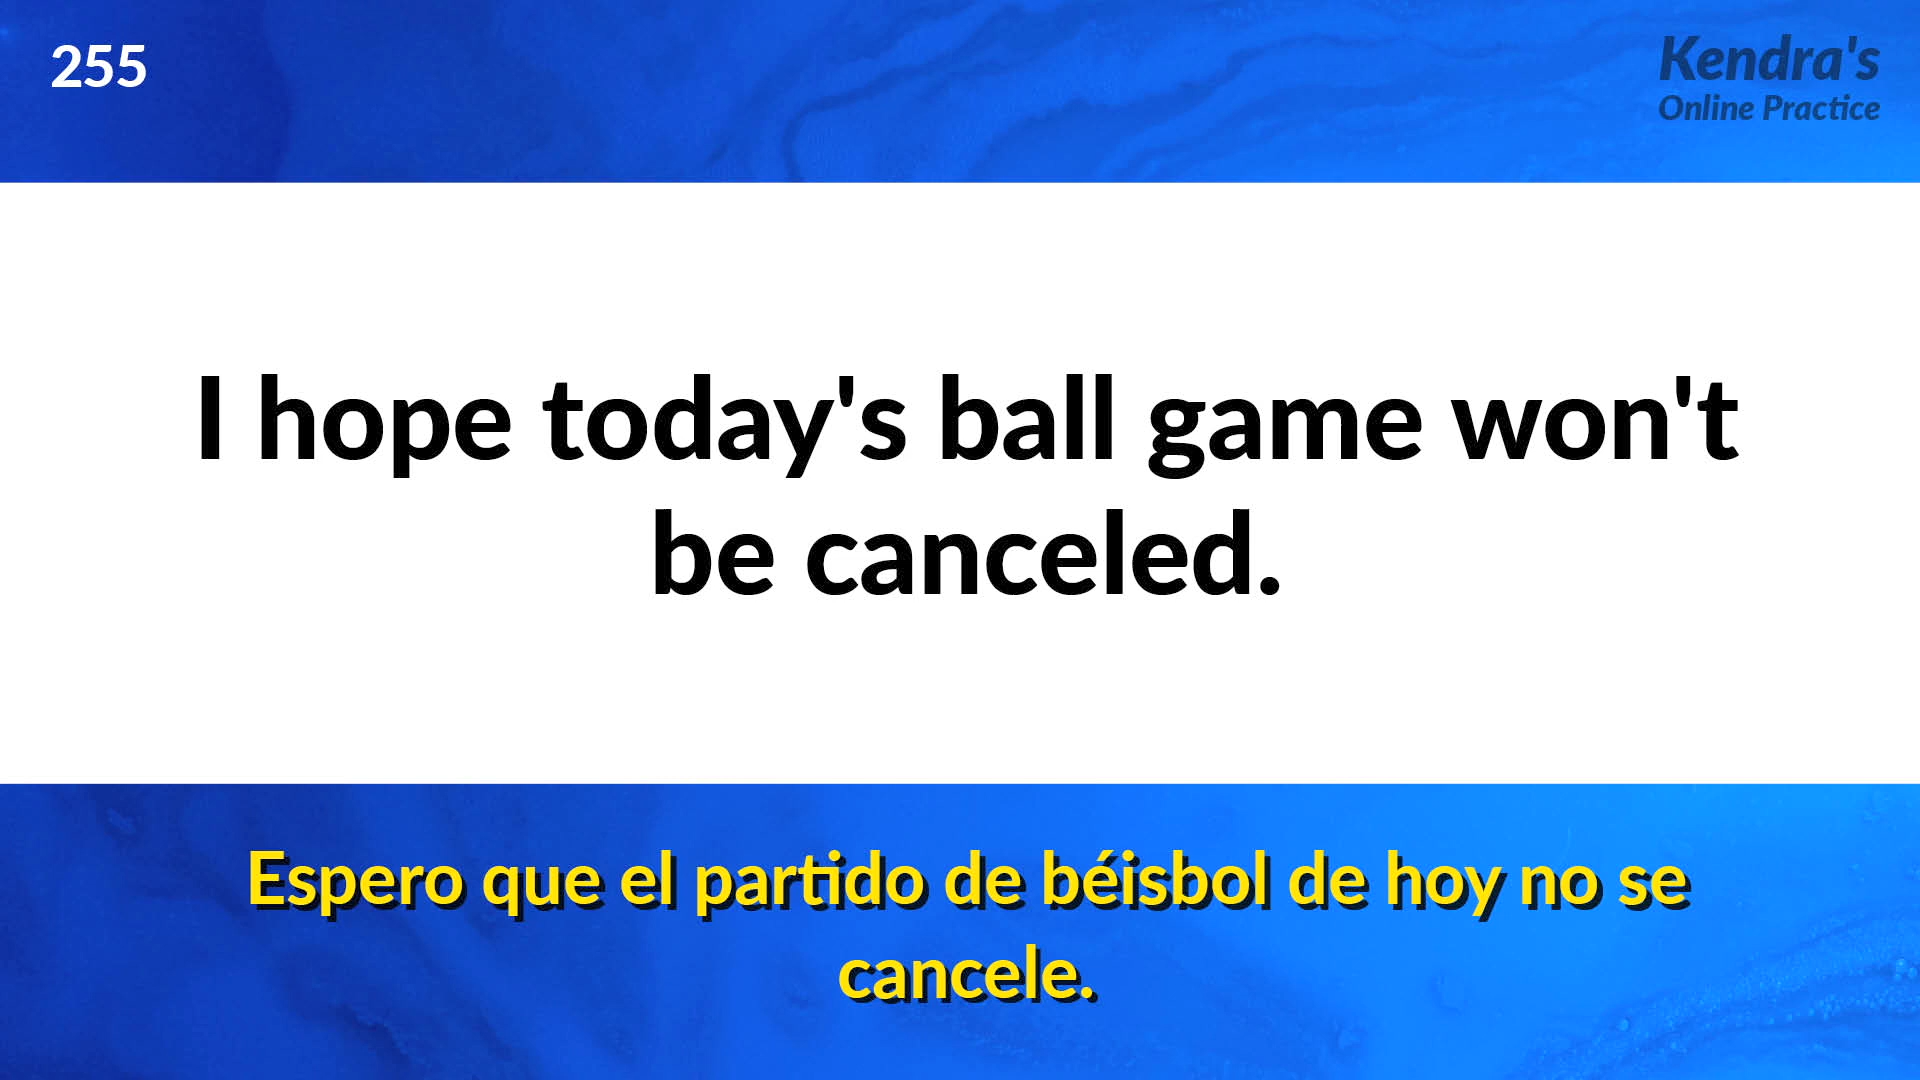 255
Kendra's
Online Practice
I hope today's ball game won't
be canceled.
Espero que el partido de béisbol de hoy no se
cancele.